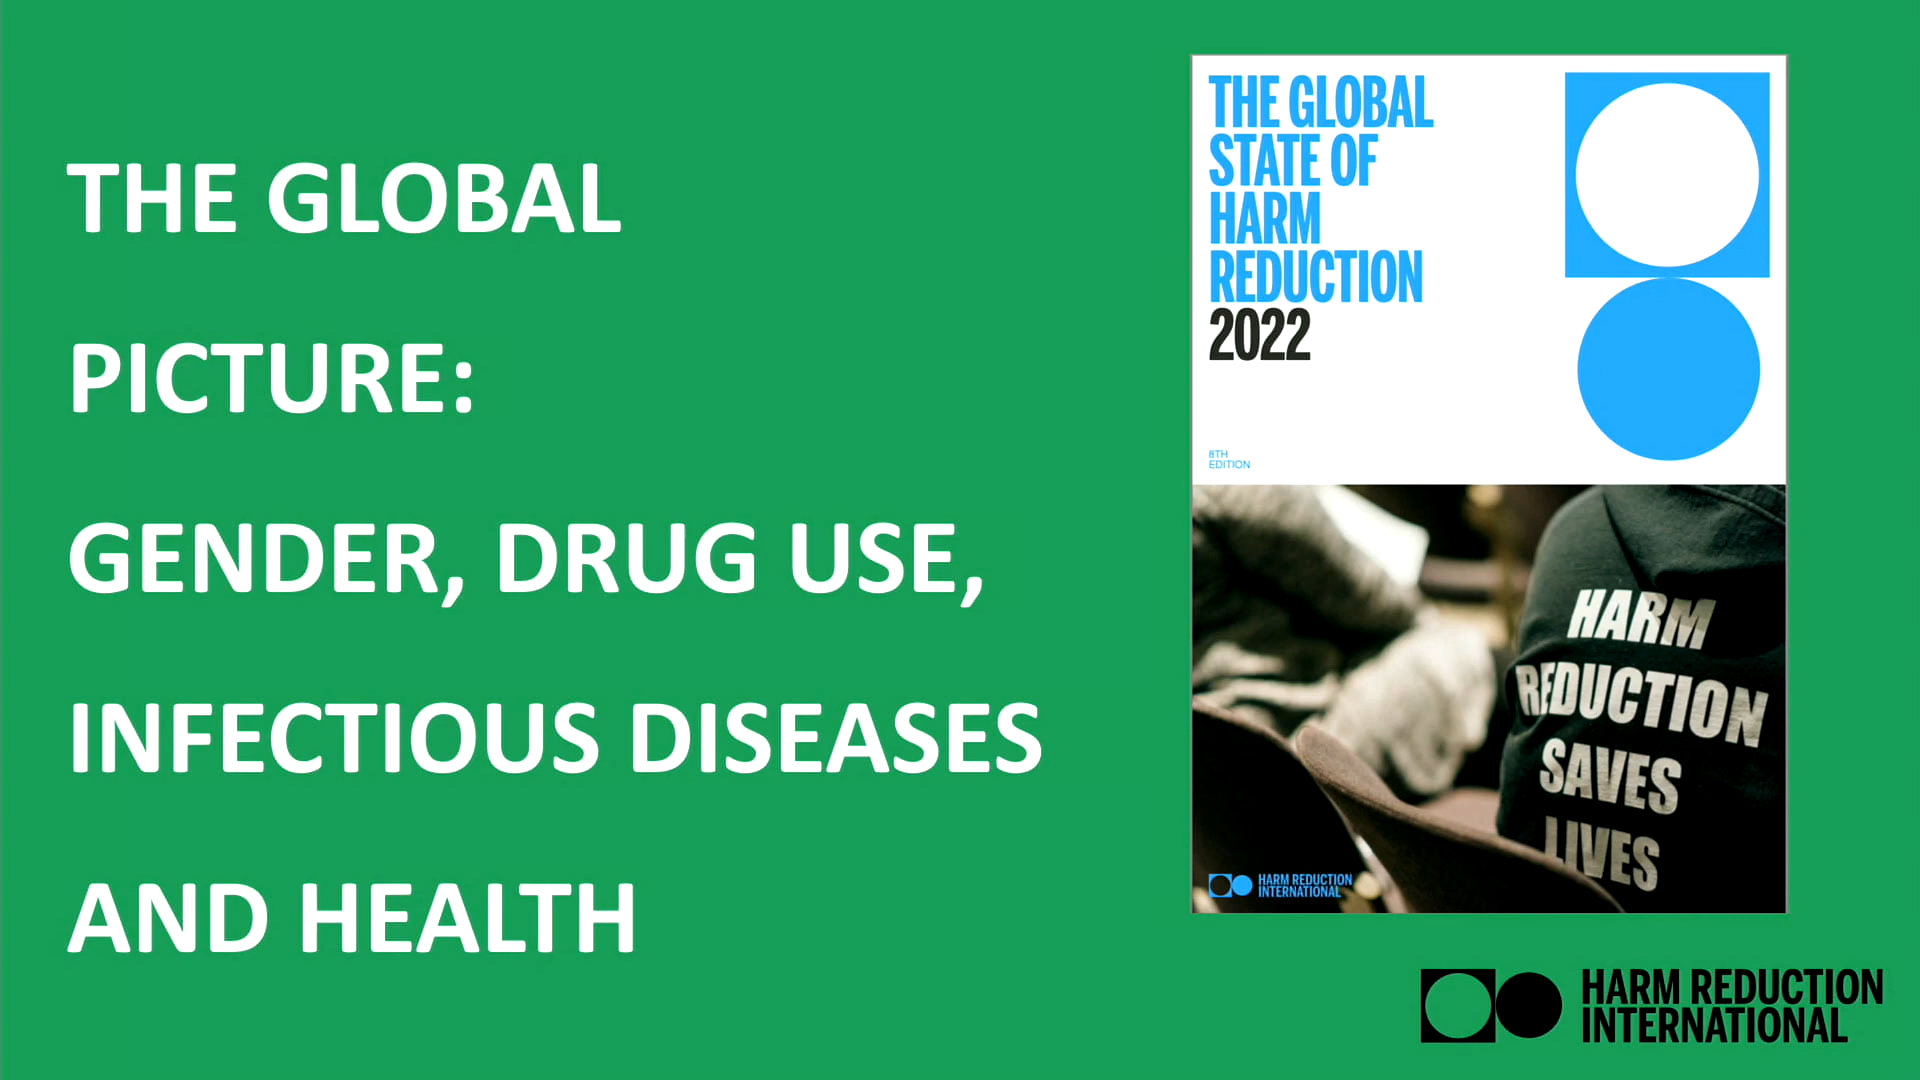 THE GLOBAL
PICTURE:
GENDER, DRUG USE,
INFECTIOUS DISEASES
AND HEALTH
THE GLOBAL
STATE OF
HARM
REDUCTION
2022
8TH
EDITION
HARM
REDUCTION
SAVES
LIVES
HARM REDUCTION
INTERNATIONAL
HARM REDUCTION
INTERNATIONAL